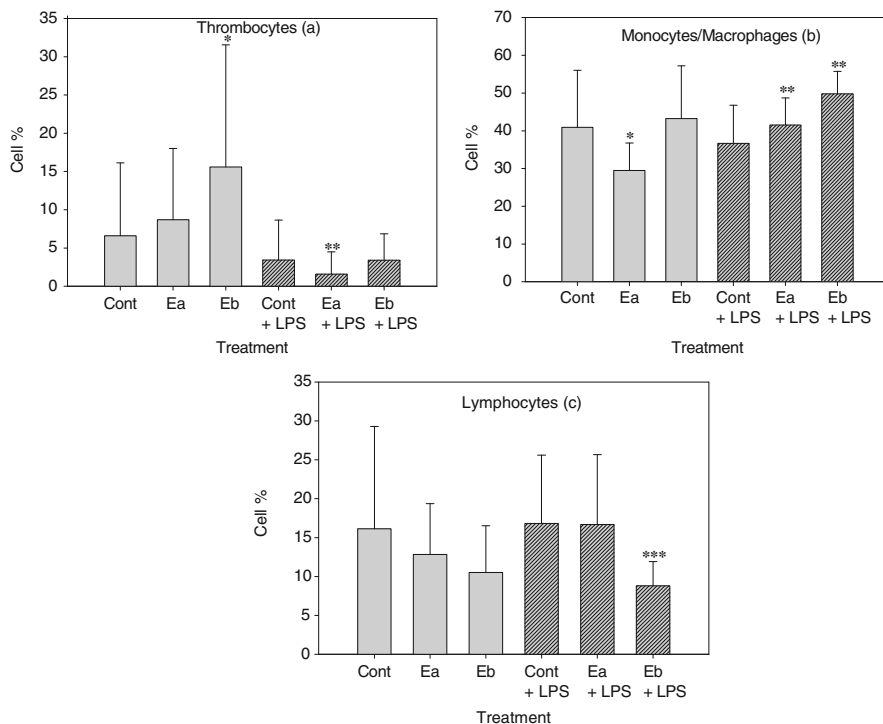 Thrombocytes (a)
35
30
25
20
15
10
5
0
Cell %
*
**
Cont
Ea
Eb
Cont
+ LPS
Ea
+ LPS
Eb
+ LPS
Treatment
Monocytes/Macrophages (b)
70
60
50
40
30
20
10
0
Cell %
*
**
**
Cont
Ea
Eb
Cont
+ LPS
Ea
+ LPS
Eb
+ LPS
Treatment
Lymphocytes (c)
35
30
25
20
15
10
5
0
Cell %
***
Cont
Ea
Eb
Cont
+ LPS
Ea
+ LPS
Eb
+ LPS
Treatment